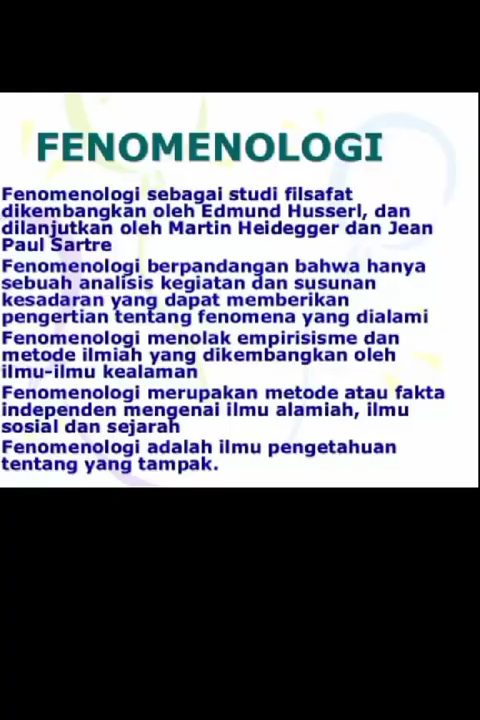 FENOMENOLOGI
Fenomenologi sebagai studi filsafat
dikembangkan oleh Edmund Husserl, dan
dilanjutkan oleh Martin Heidegger dan Jean
Paul Sartre
Fenomenologi berpandangan bahwa hanya
sebuah analisis kegiatan dan susunan
kesadaran yang dapat memberikan
pengertian tentang fenomena yang dialami
Fenomenologi menolak empirisisme dan
metode ilmiah yang dikembangkan oleh
ilmu-ilmu kealaman
Fenomenologi merupakan metode atau fakta
independen mengenai ilmu alamiah, ilmu
sosial dan sejarah
Fenomenologi adalah ilmu pengetahuan
tentang yang tampak.